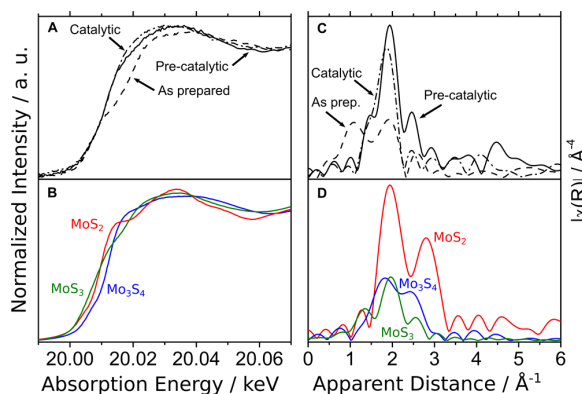 Normalized Intensity / a. u.
A
Catalytic
Pre-catalytic
As prepared
B
MoS2
MoS3
Mo3S4
20.00 20.02 20.04 20.06
Absorption Energy / keV
C
Catalytic
As prep.
Pre-catalytic
D
MoS2
Mo3S4
MoS3
0 1 2 3 4 5 6
Apparent Distance / Å-1
|χ(R)| / Å-4